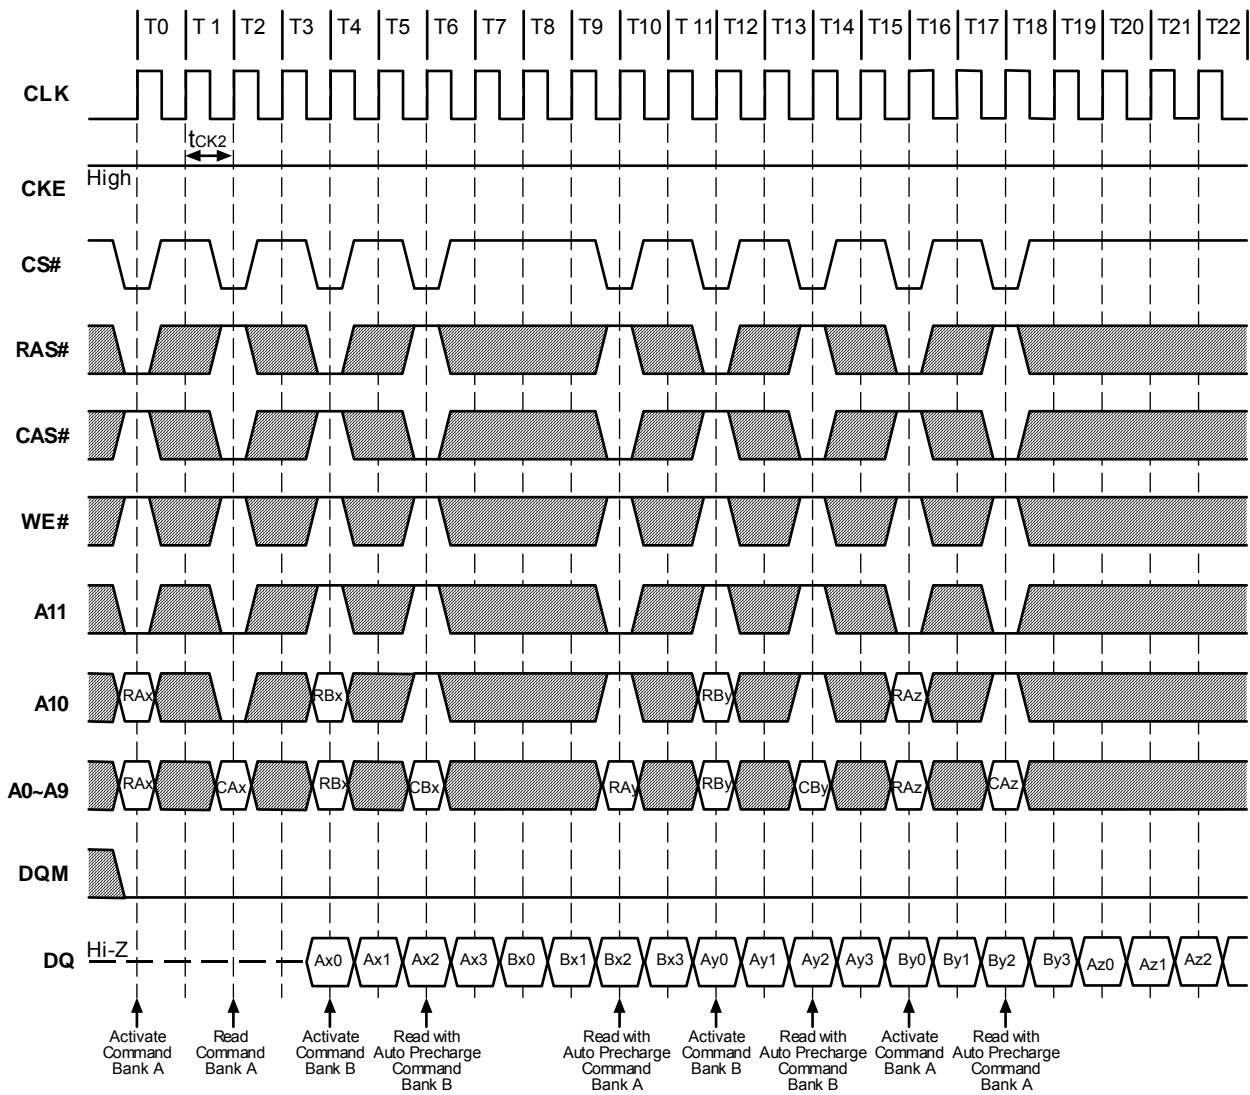 T0 T 1 T2 T3 T4 T5 T6 T7 T8 T9 T10 T 11 T12 T13 T14 T15 T16 T17 T18 T19 T20 T21 T22
CLK
tCK2
High
CKE
CS#
RAS#
CAS#
WE#
A11
A10 RAx RBx RBy RAz
A0~A9 RAx CAx RBx CBx RAy RBy CBy RAz CAz
DQM
DQ Hi-Z Ax0 Ax1 Ax2 Ax3 Bx0 Bx1 Bx2 Bx3 Ay0 Ay1 Ay2 Ay3 By0 By1 By2 By3 Az0 Az1 Az2
Activate
Command
Bank A
Read
Command
Bank A
Activate
Command
Bank B
Read with
Auto Precharge
Command
Bank B
Read with
Auto Precharge
Command
Bank A
Activate
Command
Bank B
Read with
Auto Precharge
Command
Bank B
Activate
Command
Bank A
Read with
Auto Precharge
Command
Bank A